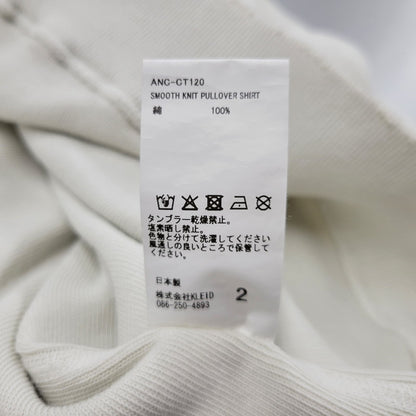 ANC-CT120
SMOOTH KNIT PULLOVER SHIRT
綿 100%
タンブラー乾燥禁止。
塩素晒し禁止。
色物と分けて洗濯してください。
風通しの良いところで保管して
ください。
日本製
株式会社KLEID 2
086-250-4893